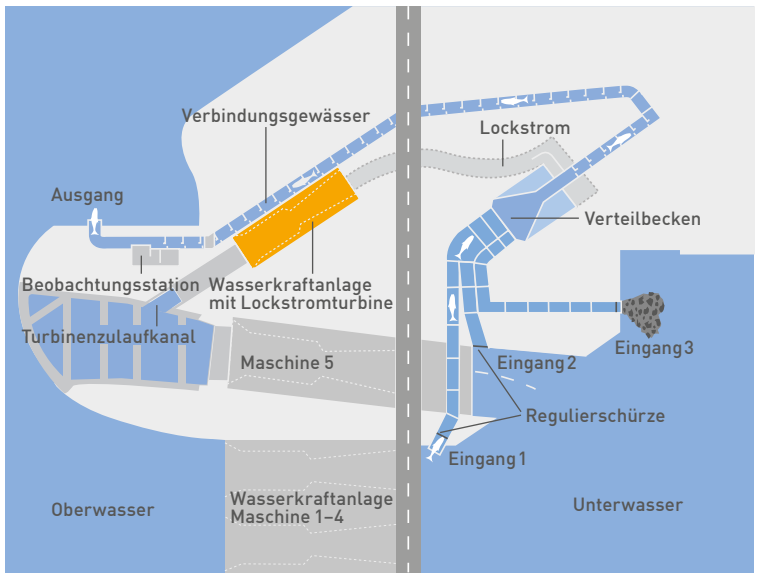 Verbindungsgewässer
Lockstrom
Ausgang
Verteilbecken
Beobachtungsstation
Wasserkraftanlage
mit Lockstromturbine
Turbinenzulaufkanal
Eingang 3
Maschine 5
Eingang 2
Regulierschürze
Eingang 1
Wasserkraftanlage
Maschine 1–4
Oberwasser
Unterwasser